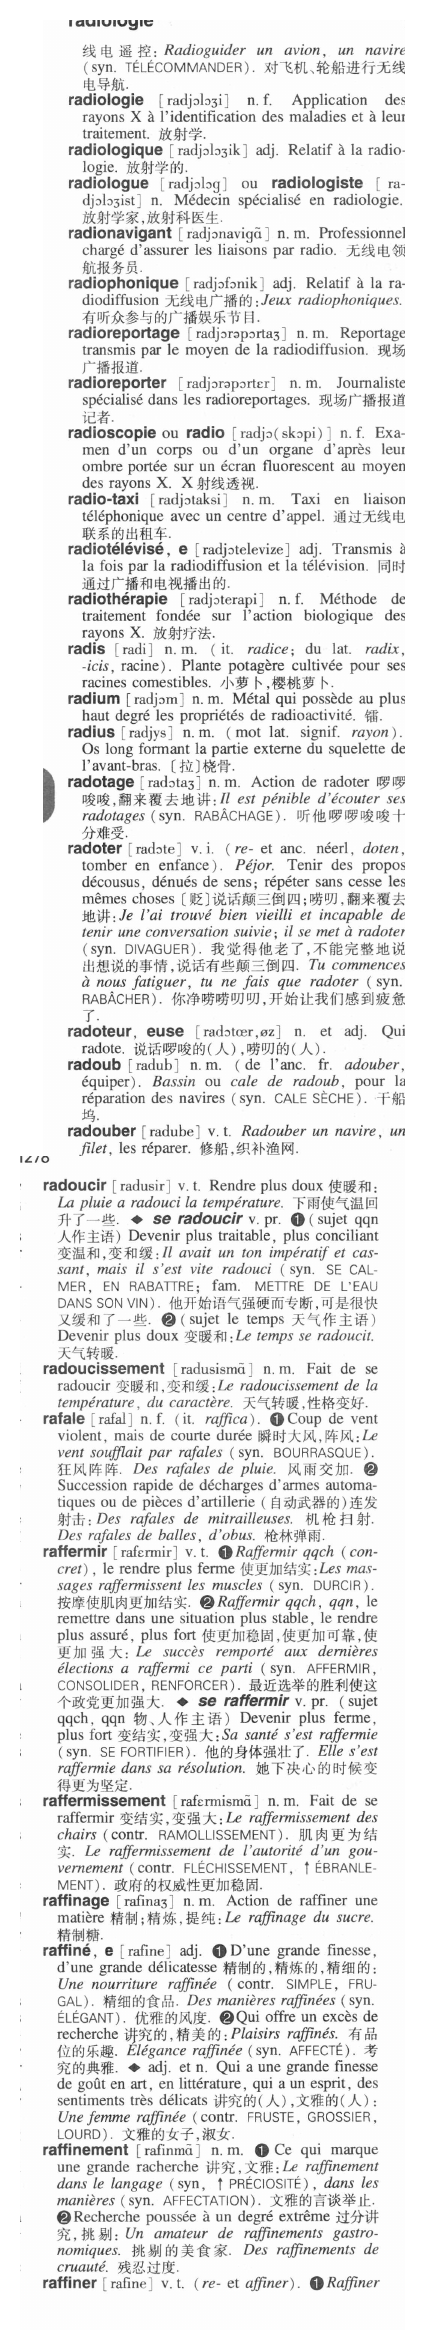 radiologie
线电遥控: Radioguider un avion, un navire
(syn. TÉLÉCOMMANDER). 对飞机、轮船进行无线
电导航.
radiologie [radjɔlɔʒi] n. f. Application des
rayons X à l'identification des maladies et à leur
traitement. 放射学.
radiologique [radjɔlɔʒik] adj. Relatif à la radio-
logie. 放射学的.
radiologue [radjɔlɔg] ou radiologiste [ra-
djɔlɔʒist] n. Médecin spécialisé en radiologie.
放射学家,放射科医生.
radionavigant [radjɔnavigɑ̃] n. m. Professionnel
chargé d'assurer les liaisons par radio. 无线电领
航报务员.
radiophonique [radjɔfɔnik] adj. Relatif à la ra-
diodiffusion 无线电广播的:Jeux radiophoniques.
有听众参与的广播娱乐节目.
radioreportage [radjɔrəpɔrtaʒ] n. m. Reportage
transmis par le moyen de la radiodiffusion. 现场
广播报道.
radioreporter [radjɔrəpɔrtɛr] n. m. Journaliste
spécialisé dans les radioreportages. 现场广播报道
记者.
radioscopie ou radio [radjɔ(skɔpi)] n. f. Exa-
men d'un corps ou d'un organe d'après leur
ombre portée sur un écran fluorescent au moyen
des rayons X. X射线透视.
radio-taxi [radjɔtaksi] n. m. Taxi en liaison
téléphonique avec un centre d'appel. 通过无线电
联系的出租车.
radiotélévisé, e [radjɔtelevize] adj. Transmis à
la fois par la radiodiffusion et la télévision. 同时
通过广播和电视播出的.
radiothérapie [radjɔterapi] n. f. Méthode de
traitement fondée sur l'action biologique des
rayons X. 放射疗法.
radis [radi] n. m. (it. radice; du lat. radix,
-icis, racine). Plante potagère cultivée pour ses
racines comestibles. 小萝卜,樱桃萝卜.
radium [radjɔm] n. m. Métal qui possède au plus
haut degré les propriétés de radioactivité. 镭.
radius [radjys] n. m. (mot lat. signif. rayon).
Os long formant la partie externe du squelette de
l'avant-bras. 〔拉〕桡骨.
radotage [radɔtaʒ] n. m. Action de radoter 啰啰
唆唆,翻来覆去地讲:Il est pénible d'écouter ses
radotages (syn. RABÂCHAGE). 听他啰啰唆唆十
分难受.
radoter [radɔte] v. i. (re- et anc. néerl, doten,
tomber en enfance). Péjor. Tenir des propos
décousus, dénués de sens; répéter sans cesse les
mêmes choses 〔贬〕说话颠三倒四;唠叨,翻来覆去
地讲:Je l'ai trouvé bien vieilli et incapable de
tenir une conversation suivie; il se met à radoter
(syn. DIVAGUER). 我觉得他老了,不能完整地说
出想说的事情,说话有些颠三倒四. Tu commences
à nous fatiguer, tu ne fais que radoter (syn.
RABÂCHER). 你净唠唠叨叨,开始让我们感到疲惫
了.
radoteur, euse [radɔtœr,øz] n. et adj. Qui
radote. 说话啰唆的(人),唠叨的(人).
radoub [radub] n. m. (de l'anc. fr. adouber,
équiper). Bassin ou cale de radoub, pour la
réparation des navires (syn. CALE SÈCHE). 干船
坞.
radouber [radube] v. t. Radouber un navire, un
filet, les réparer. 修船,织补渔网.
1278
radoucir [radusir] v. t. Rendre plus doux 使暖和:
La pluie a radouci la température. 下雨使气温回
升了一些. ◆ se radoucir v. pr. ❶(sujet qqn
人作主语) Devenir plus traitable, plus conciliant
变温和,变和缓:Il avait un ton impératif et cas-
sant, mais il s'est vite radouci (syn. SE CAL-
MER, EN RABATTRE; fam. METTRE DE L'EAU
DANS SON VIN). 他开始语气强硬而专断,可是很快
又缓和了一些. ❷(sujet le temps 天气作主语)
Devenir plus doux 变暖和:Le temps se radoucit.
天气转暖.
radoucissement [radusismɑ̃] n. m. Fait de se
radoucir 变暖和,变和缓:Le radoucissement de la
température, du caractère. 天气转暖,性格变好.
rafale [rafal] n. f. (it. raffica). ❶Coup de vent
violent, mais de courte durée 瞬时大风,阵风:Le
vent soufflait par rafales (syn. BOURRASQUE).
狂风阵阵. Des rafales de pluie. 风雨交加. ❷
Succession rapide de décharges d'armes automa-
tiques ou de pièces d'artillerie (自动武器的)连发
射击:Des rafales de mitrailleuses. 机枪扫射.
Des rafales de balles, d'obus. 枪林弹雨.
raffermir [rafɛrmir] v. t. ❶Raffermir qqch (con-
cret), le rendre plus ferme 使更加结实:Les mas-
sages raffermissent les muscles (syn. DURCIR).
按摩使肌肉更加结实. ❷Raffermir qqch, qqn, le
remettre dans une situation plus stable, le rendre
plus assuré, plus fort 使更加稳固,使更加可靠,使
更加强大:Le succès remporté aux dernières
élections a raffermi ce parti (syn. AFFERMIR,
CONSOLIDER, RENFORCER). 最近选举的胜利使这
个政党更加强大. ◆ se raffermir v. pr. (sujet
qqch, qqn 物、人作主语) Devenir plus ferme,
plus fort 变结实,变强大:Sa santé s'est raffermie
(syn. SE FORTIFIER). 他的身体强壮了. Elle s'est
raffermie dans sa résolution. 她下决心的时候变
得更为坚定.
raffermissement [rafɛrmismɑ̃] n. m. Fait de se
raffermir 变结实,变强大:Le raffermissement des
chairs (contr. RAMOLLISSEMENT). 肌肉更为结
实. Le raffermissement de l'autorité d'un gou-
vernement (contr. FLÉCHISSEMENT, ↑ ÉBRANLE-
MENT). 政府的权威性更加稳固.
raffinage [rafinaʒ] n. m. Action de raffiner une
matière 精制;精炼,提纯:Le raffinage du sucre.
精制糖.
raffiné, e [rafine] adj. ❶D'une grande finesse,
d'une grande délicatesse 精制的,精炼的,精细的:
Une nourriture raffinée (contr. SIMPLE, FRU-
GAL). 精细的食品. Des manières raffinées (syn.
ÉLÉGANT). 优雅的风度. ❷Qui offre un excès de
recherche 讲究的,精美的:Plaisirs raffinés. 有品
位的乐趣. Élégance raffinée (syn. AFFECTÉ). 考
究的典雅. ◆ adj. et n. Qui a une grande finesse
de goût en art, en littérature, qui a un esprit, des
sentiments très délicats 讲究的(人),文雅的(人):
Une femme raffinée (contr. FRUSTE, GROSSIER,
LOURD). 文雅的女子,淑女.
raffinement [rafinmɑ̃] n. m. ❶Ce qui marque
une grande racherche 讲究,文雅:Le raffinement
dans le langage (syn, ↑ PRÉCIOSITÉ), dans les
manières (syn. AFFECTATION). 文雅的言谈举止.
❷Recherche poussée à un degré extrême 过分讲
究,挑剔:Un amateur de raffinements gastro-
nomiques. 挑剔的美食家. Des raffinements de
cruauté. 残忍过度.
raffiner [rafine] v. t. (re- et affiner). ❶Raffiner